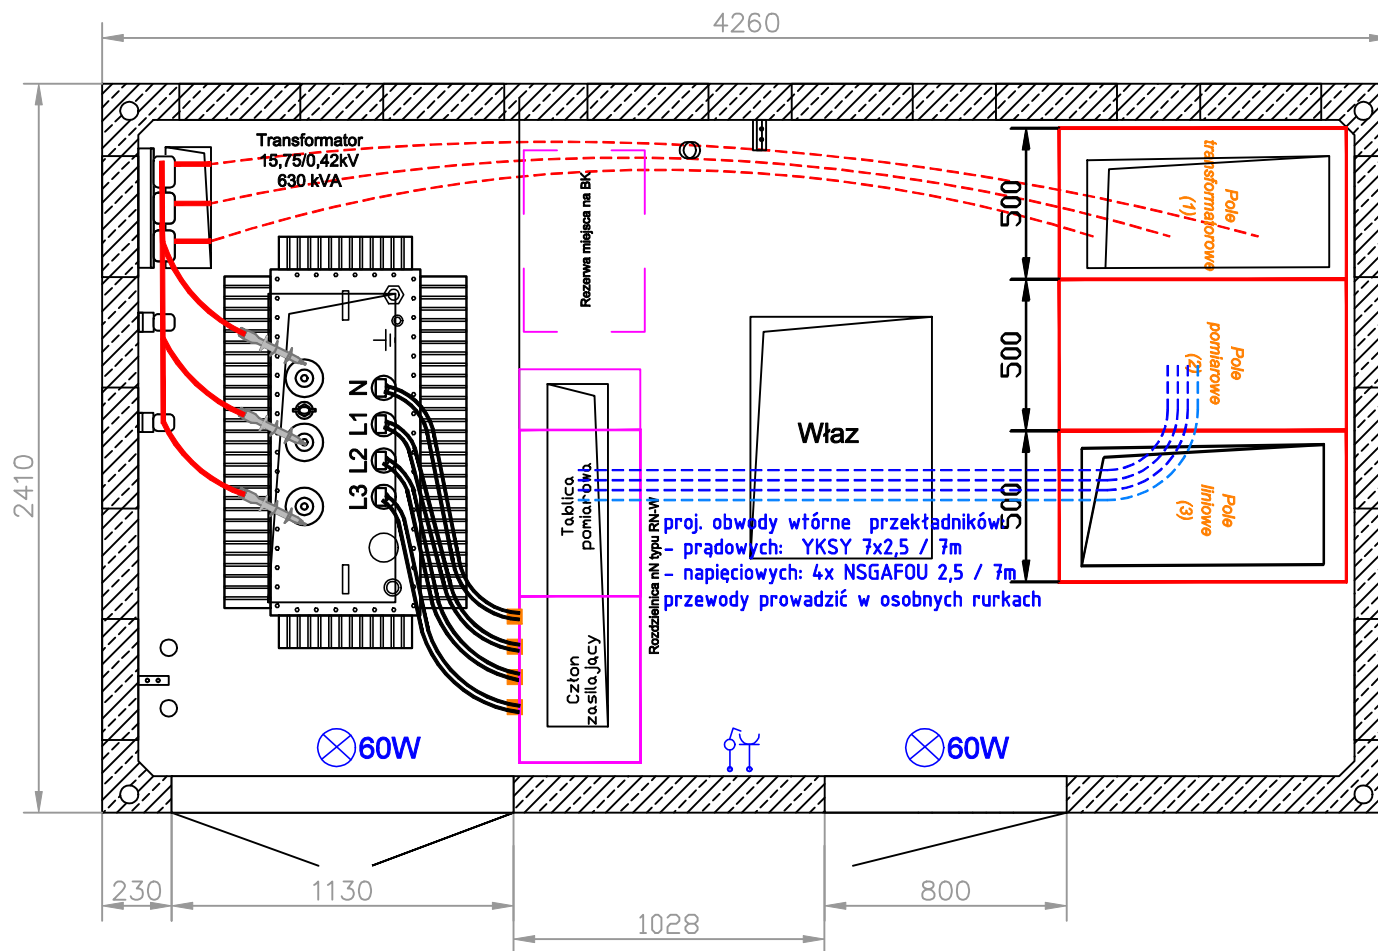 4260
Transformator
15,75/0,42kV
630 kVA
Rezerwa miejsca na BK
500
Pole
transformatorowe
(1)
500
Pole
pomiarowe
(2)
500
Pole
liniowe
(3)
N
L1
L2
L3
Właz
Tablica
pomiarowa
Rozdzielnica nN typu RN-W
proj. obwody wtórne przekładników
- prądowych: YKSY 7x2,5 / 7m
- napięciowych: 4x NSGAFOU 2,5 / 7m
przewody prowadzić w osobnych rurkach
Człon
zasilający
2410
60W
60W
230
1130
1028
800